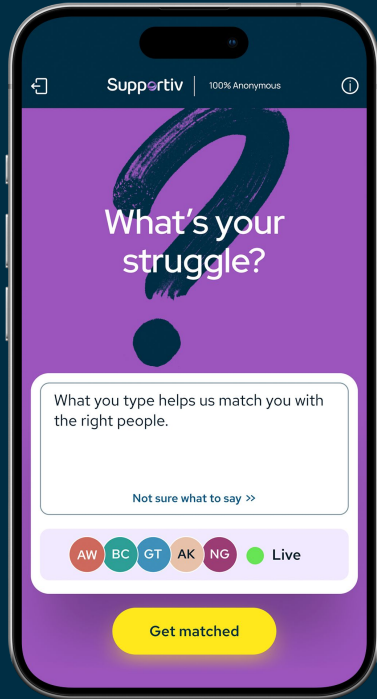 Supportiv | 100% Anonymous
What's your
struggle?
What you type helps us match you with
the right people.
Not sure what to say >>
AW BC GT AK NG Live
Get matched